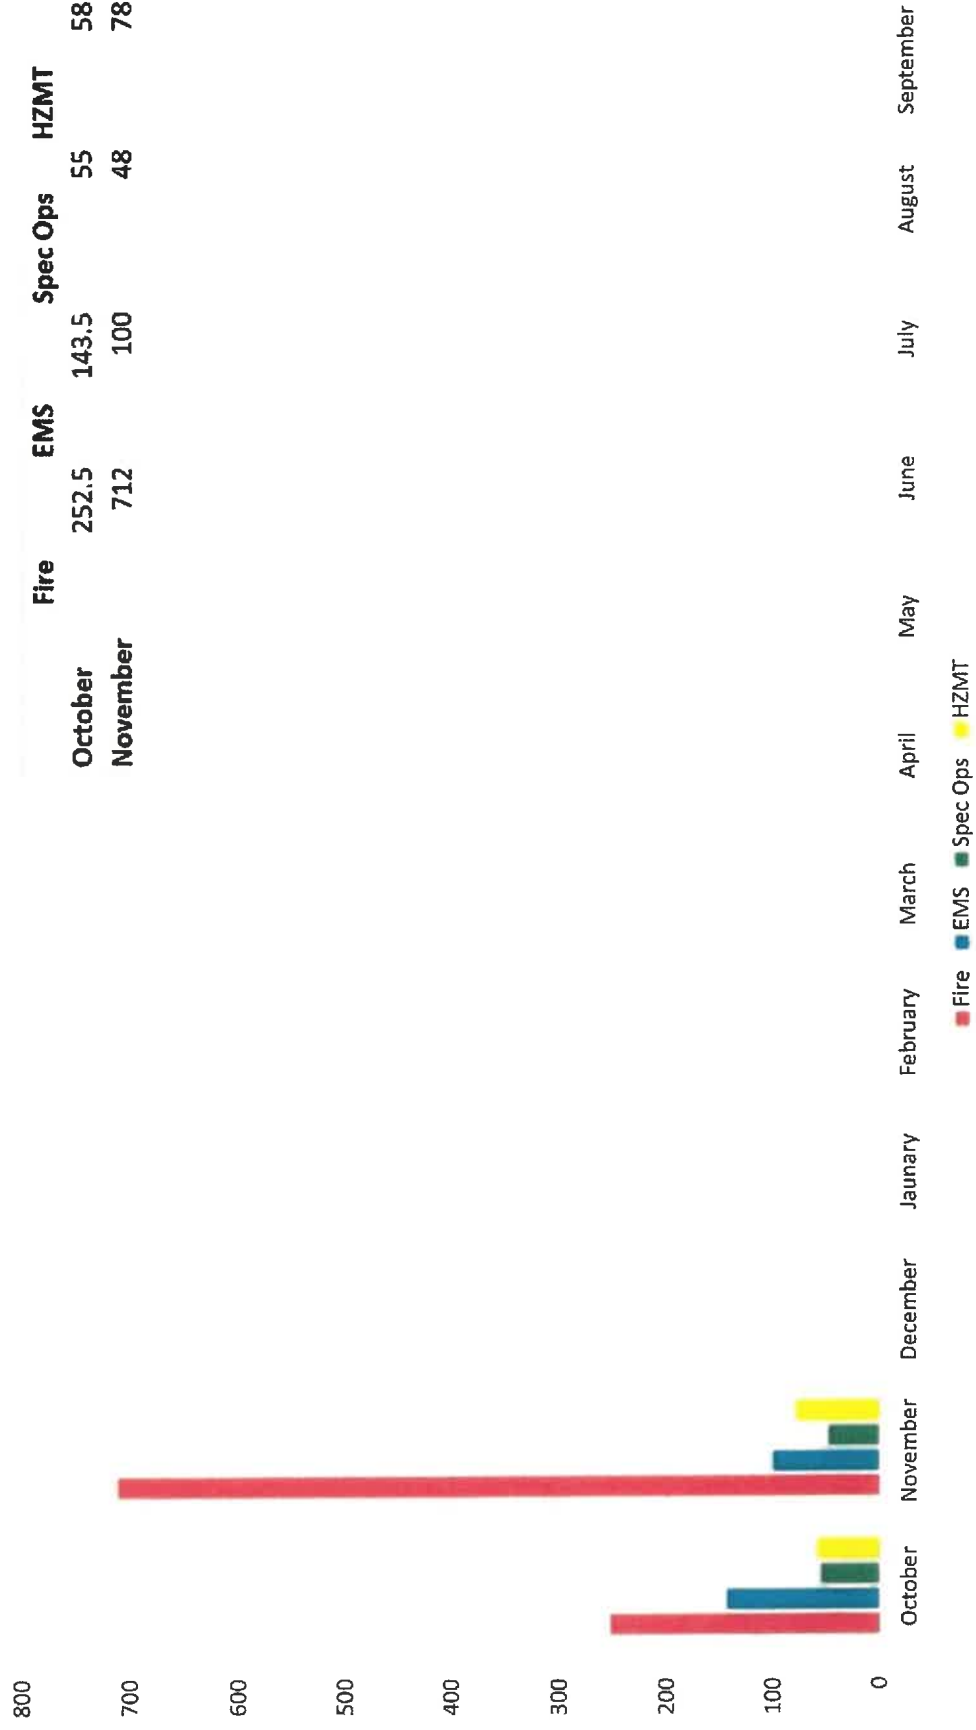 Fire EMS Spec Ops HZMT
October 252.5 143.5 55 58
November 712 100 48 78
800
700
600
500
400
300
200
100
0
October November December Jaunary February March April May June July August September
Fire EMS Spec Ops HZMT